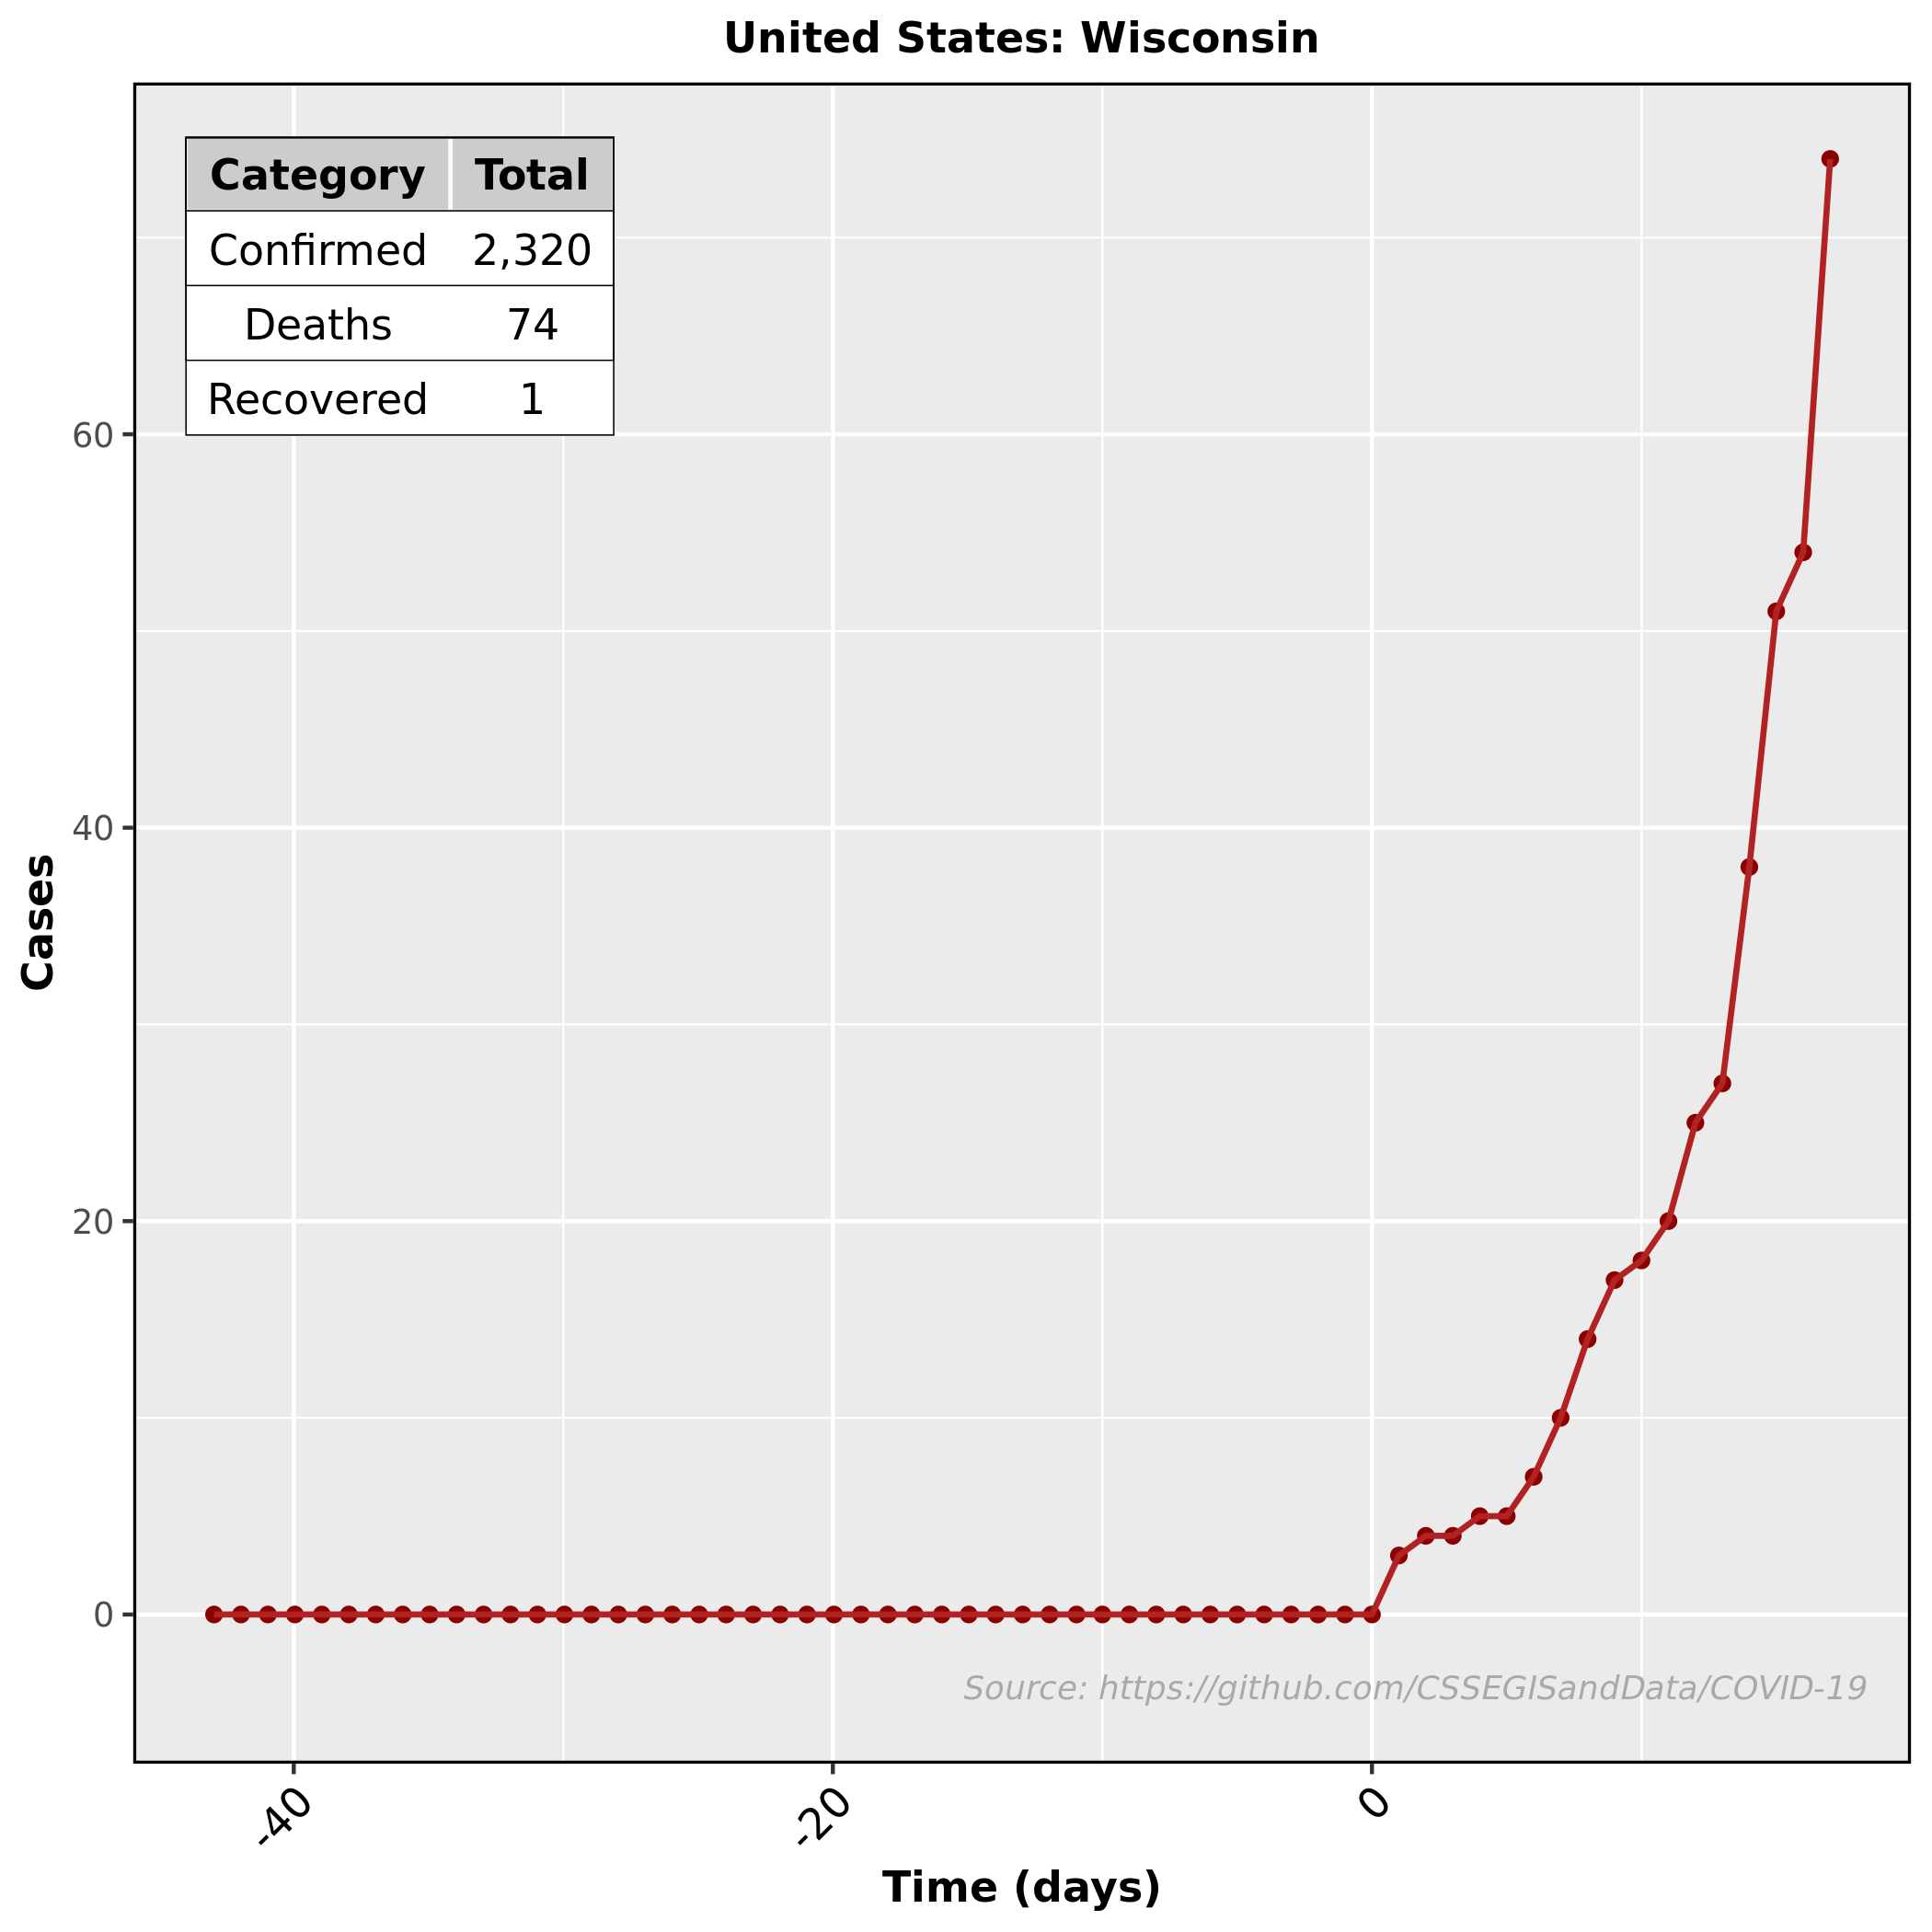 United States: Wisconsin
Category Total
Confirmed 2,320
Deaths 74
Recovered 1
60
40
20
0
Cases
Source: https://github.com/CSSEGISandData/COVID-19
-40 -20 0
Time (days)